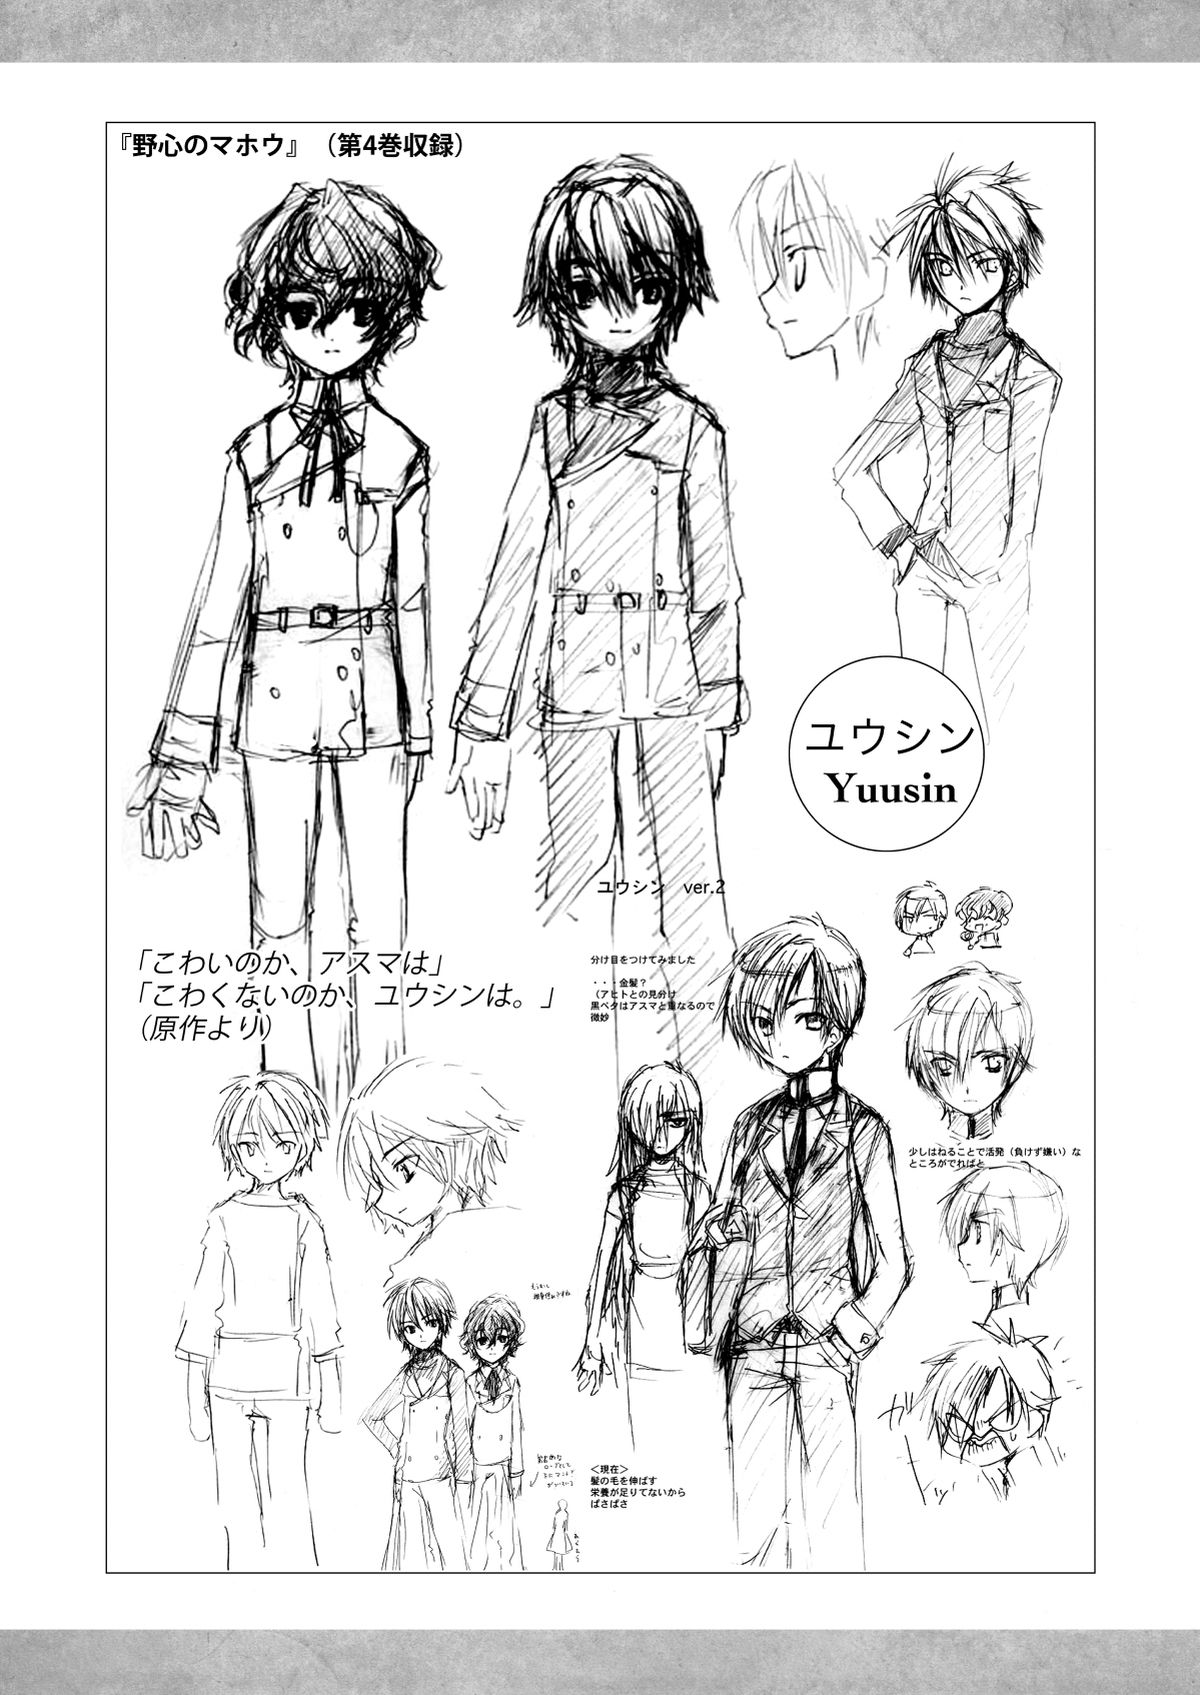 『野心のマホウ』（第4巻収録）
ユウシン
Yuusin
ユウシン　ver.2
分け目をつけてみました
・・・金髪？
（アヒトとの見分け
黒ベタはアスマと重なるので
微妙
「こわいのか、アスマは」
「こわくないのか、ユウシンは。」
（原作より）
少しはねることで活発（負けず嫌い）な
ところがでればと
ガ
ドッ
＜現在＞
髪の毛を伸ばす
栄養が足りてないから
ぱさぱさ